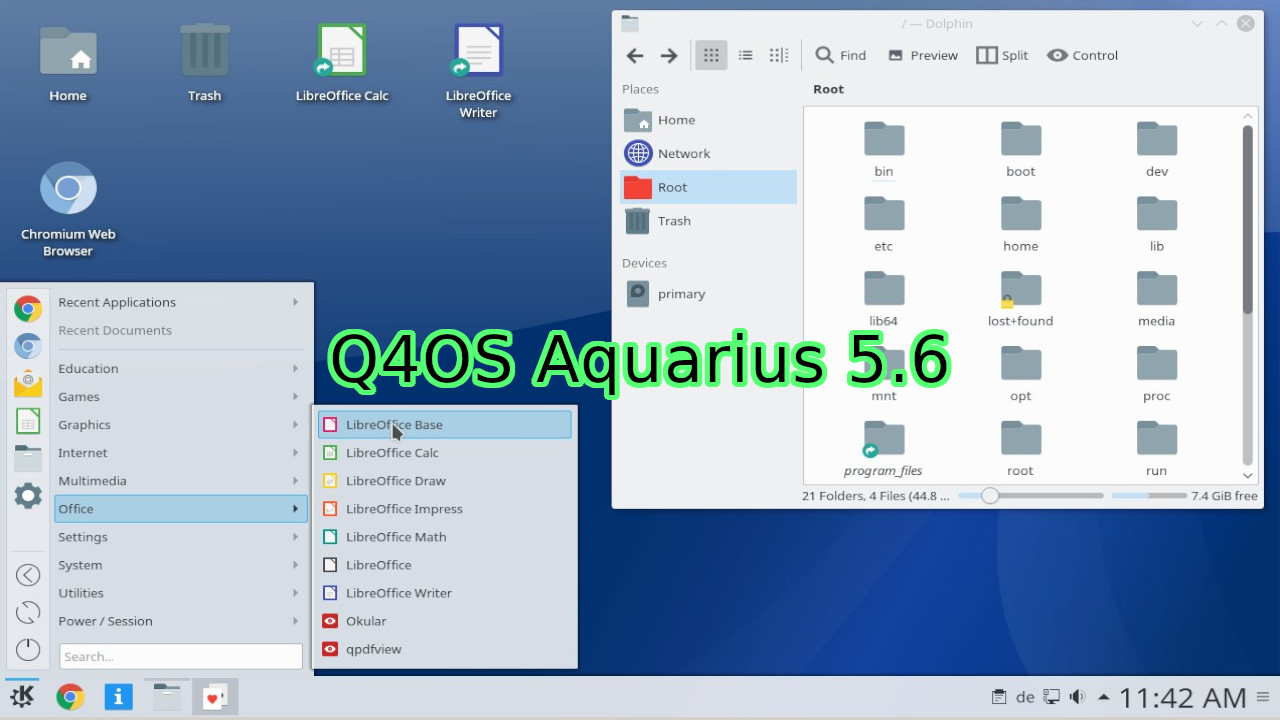 Home
Trash
LibreOffice Calc
LibreOffice
Writer
Chromium Web
Browser
/ — Dolphin
Find
Preview
Split
Control
Places
Root
Home
Network
Root
Trash
Devices
primary
bin
boot
dev
etc
home
lib
lib64
lost+found
media
mnt
opt
proc
program_files
root
run
21 Folders, 4 Files (44.8 ...
7.4 GiB free
Q4OS Aquarius 5.6
Recent Applications
Recent Documents
Education
Games
Graphics
Internet
Multimedia
Office
Settings
System
Utilities
Power / Session
Search...
LibreOffice Base
LibreOffice Calc
LibreOffice Draw
LibreOffice Impress
LibreOffice Math
LibreOffice
LibreOffice Writer
Okular
qpdfview
de
11:42 AM